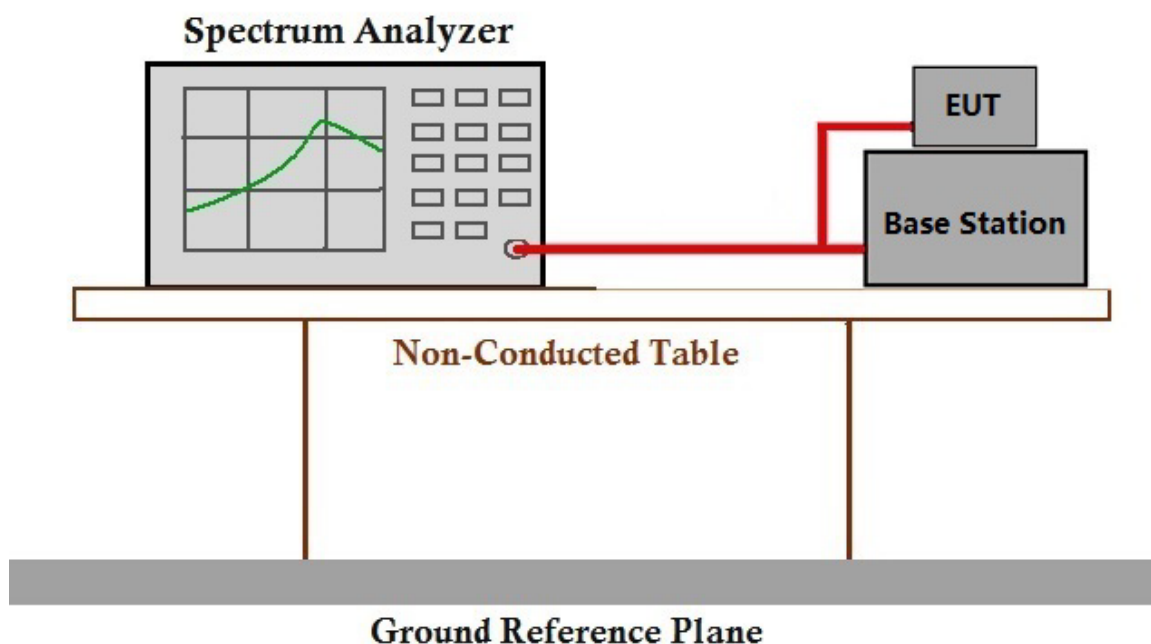 Spectrum Analyzer
EUT
Base Station
Non-Conducted Table
Ground Reference Plane